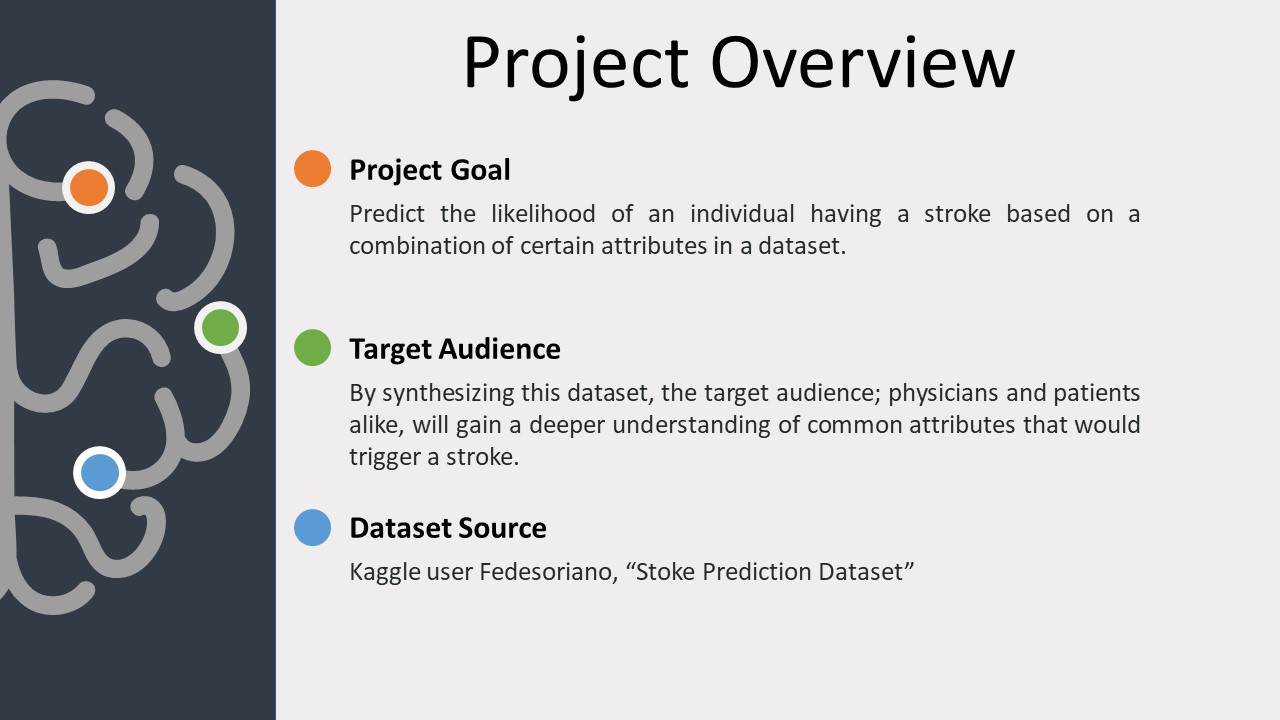 Project Overview
Project Goal
Predict the likelihood of an individual having a stroke based on a
combination of certain attributes in a dataset.
Target Audience
By synthesizing this dataset, the target audience; physicians and patients
alike, will gain a deeper understanding of common attributes that would
trigger a stroke.
Dataset Source
Kaggle user Fedesoriano, “Stoke Prediction Dataset”